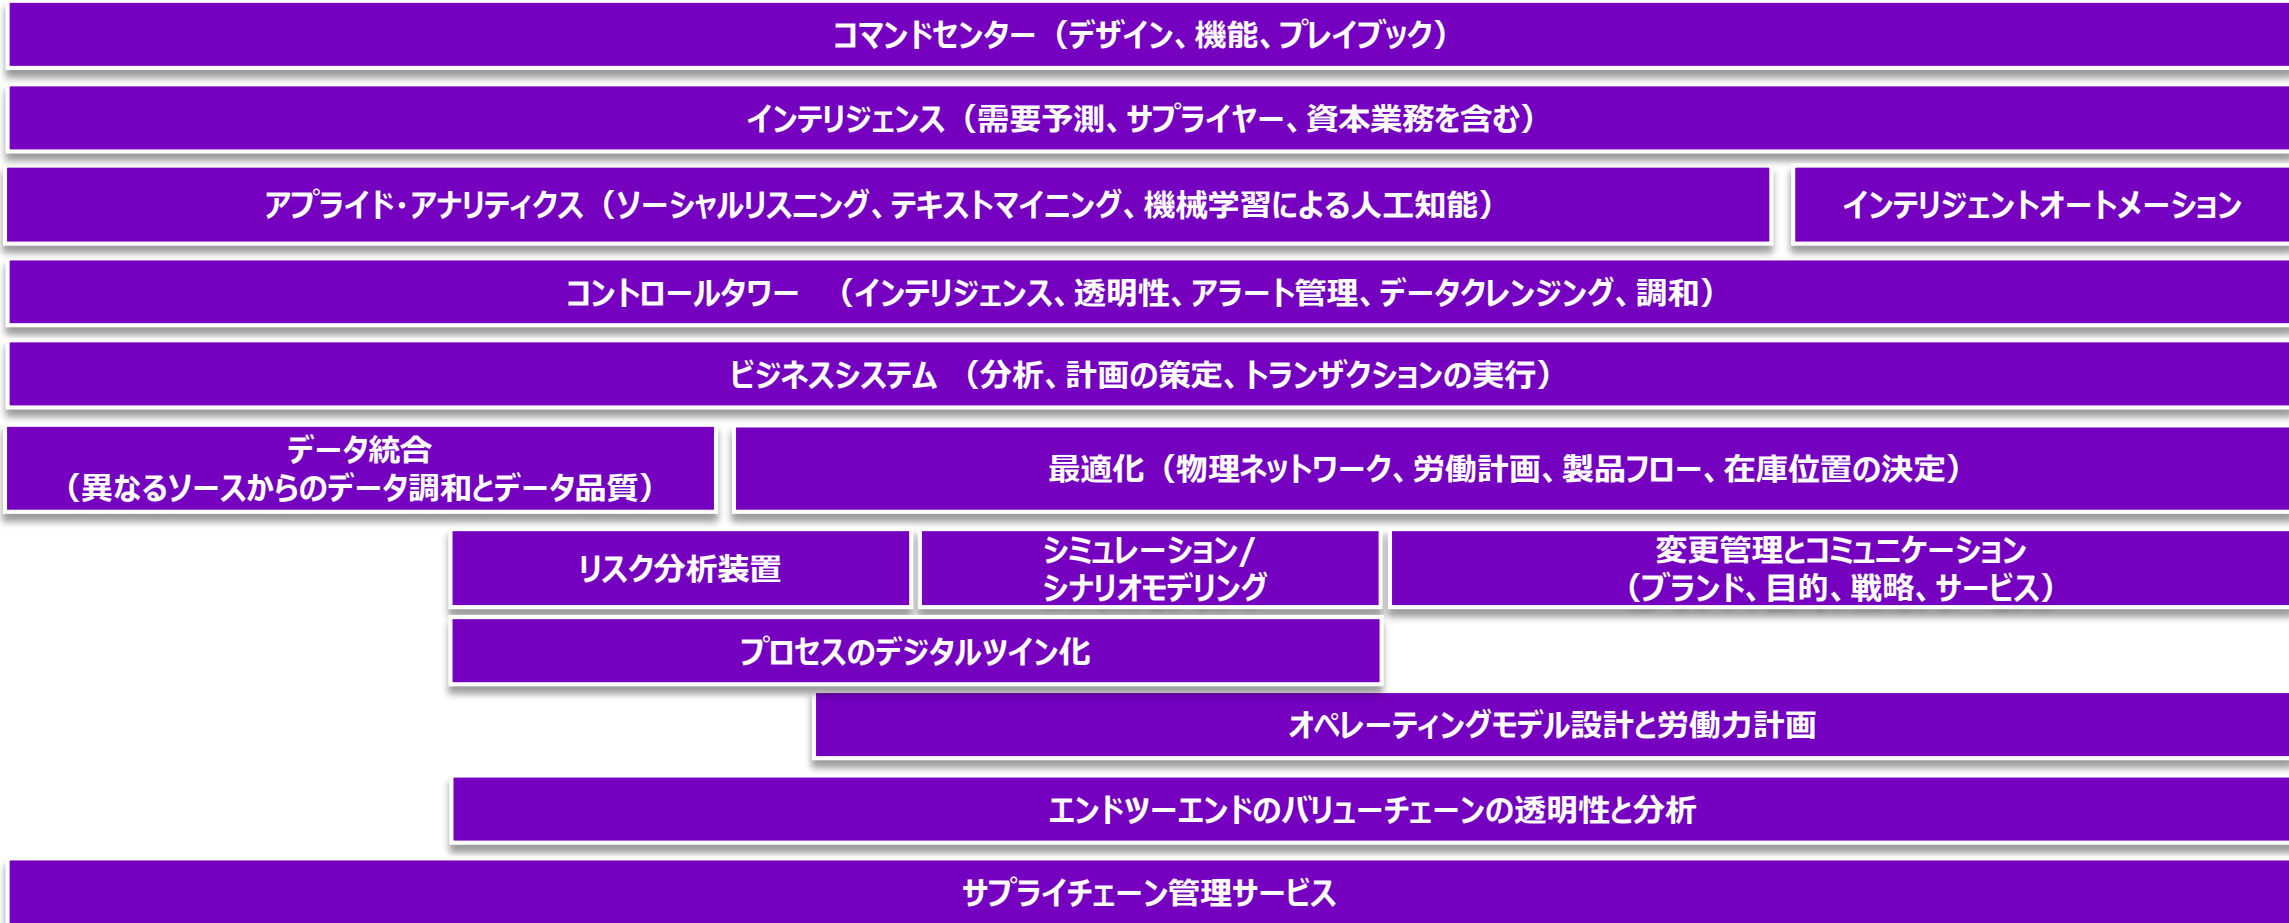 コマンドセンター（デザイン、機能、プレイブック）
インテリジェンス（需要予測、サプライヤー、資本業務を含む）
アプライド・アナリティクス（ソーシャルリスニング、テキストマイニング、機械学習による人工知能）
インテリジェントオートメーション
コントロールタワー　（インテリジェンス、透明性、アラート管理、データクレンジング、調和）
ビジネスシステム　（分析、計画の策定、トランザクションの実行）
データ統合
（異なるソースからのデータ調和とデータ品質）
最適化（物理ネットワーク、労働計画、製品フロー、在庫位置の決定）
リスク分析装置
シミュレーション/
シナリオモデリング
変更管理とコミュニケーション
（ブランド、目的、戦略、サービス）
プロセスのデジタルツイン化
オペレーティングモデル設計と労働力計画
エンドツーエンドのバリューチェーンの透明性と分析
サプライチェーン管理サービス